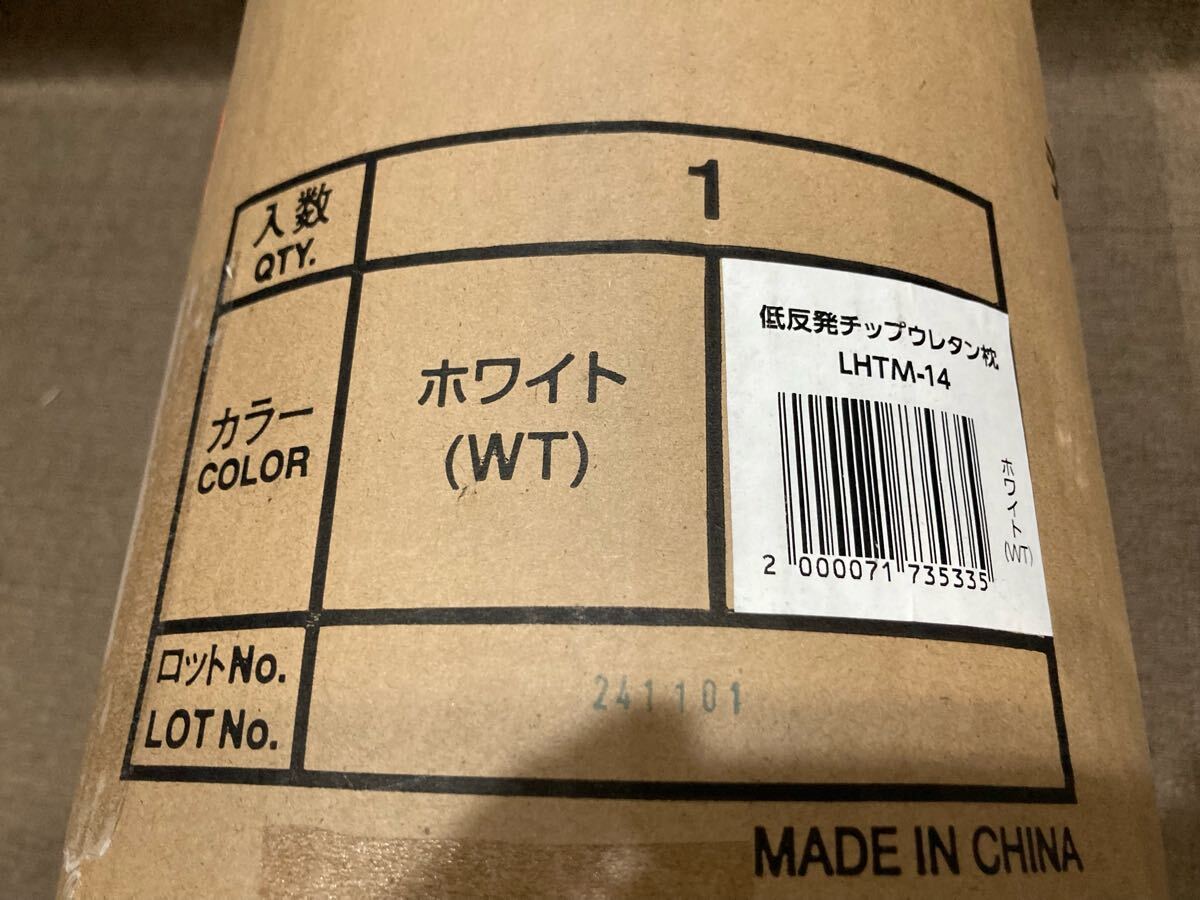 入数
QTY.
1
カラー
COLOR
ホワイト
(WT)
低反発チップウレタン枕
LHTM-14
2 000071 735335
ホワイト(WT)
ロットNo.
LOT No.
241101
MADE IN CHINA